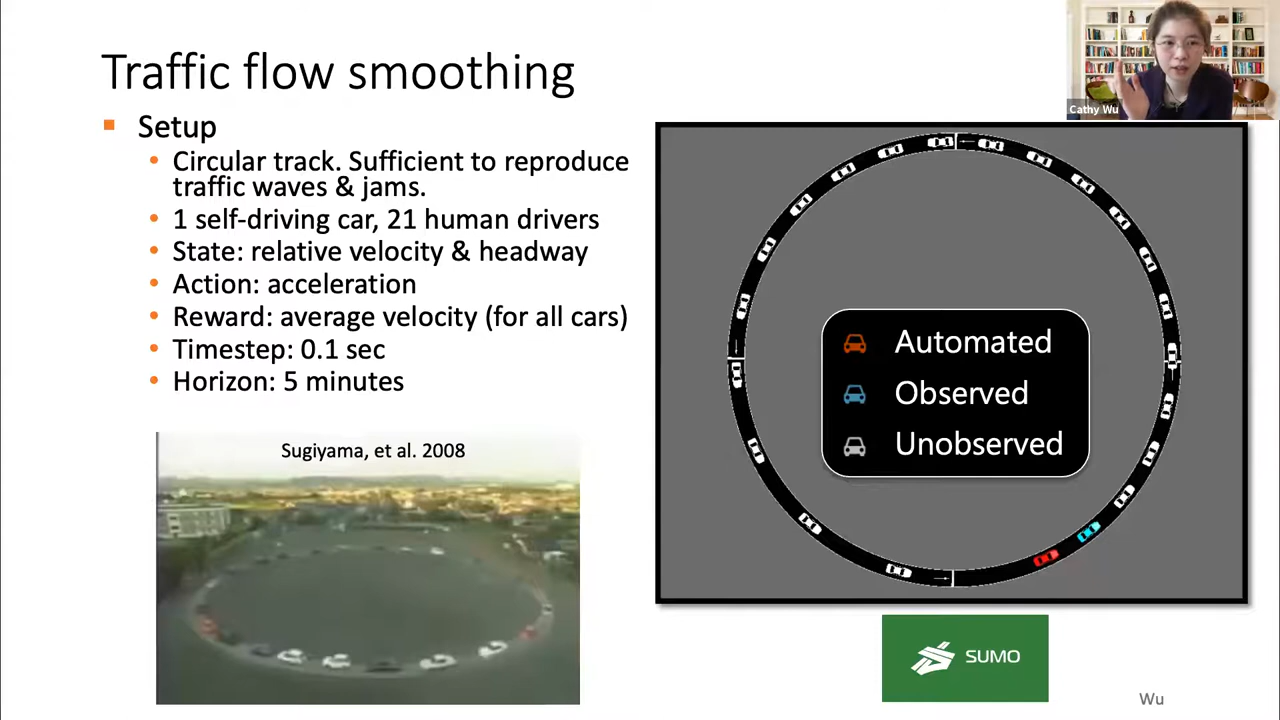 Traffic flow smoothing
Cathy Wu
Setup
Circular track. Sufficient to reproduce
traffic waves & jams.
1 self-driving car, 21 human drivers
State: relative velocity & headway
Action: acceleration
Reward: average velocity (for all cars)
Timestep: 0.1 sec
Horizon: 5 minutes
Sugiyama, et al. 2008
Automated
Observed
Unobserved
SUMO
Wu